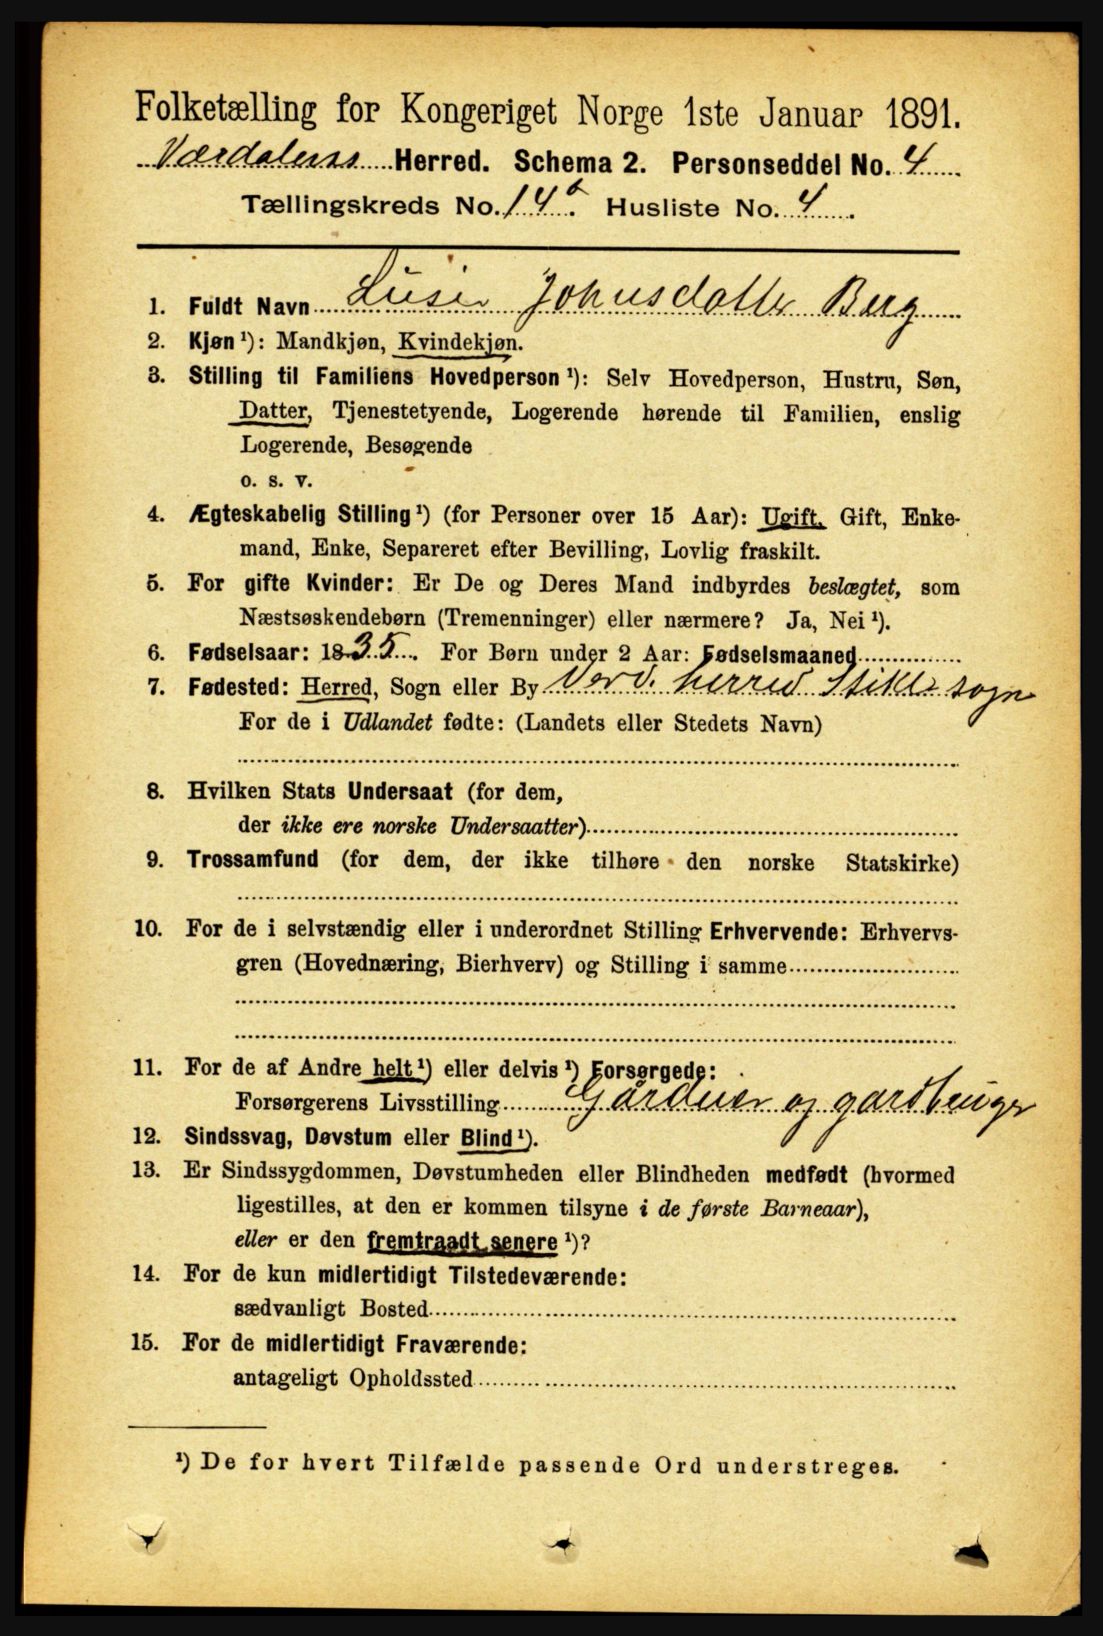 Folketælling for Kongeriget Norge 1ste Januar 1891.
Værdalens Herred. Schema 2. Personseddel No. 4
Tællingskreds No. 14 b. Husliste No. 4.
1. Fuldt Navn Lusie Johnsdatter Berg
2. Kjøn ¹): Mandkjøn, Kvindekjøn.
3. Stilling til Familiens Hovedperson ¹): Selv Hovedperson, Hustru, Søn,
Datter, Tjenestetyende, Logerende hørende til Familien, enslig
Logerende, Besøgende
o. s. v.
4. Ægteskabelig Stilling ¹) (for Personer over 15 Aar): Ugift, Gift, Enke-
mand, Enke, Separeret efter Bevilling, Lovlig fraskilt.
5. For gifte Kvinder: Er De og Deres Mand indbyrdes beslægtet, som
Næstsøskendebørn (Tremenninger) eller nærmere? Ja, Nei ¹).
6. Fødselsaar: 1835. For Børn under 2 Aar: Fødselsmaaned
7. Fødested: Herred, Sogn eller By Verd. herred Stikl. sogn
For de i Udlandet fødte: (Landets eller Stedets Navn)
8. Hvilken Stats Undersaat (for dem,
der ikke ere norske Undersaatter)
9. Trossamfund (for dem, der ikke tilhøre den norske Statskirke)
10. For de i selvstændig eller i underordnet Stilling Erhvervende: Erhvervs-
gren (Hovednæring, Bierhverv) og Stilling i samme
11. For de af Andre helt ¹) eller delvis ¹) Forsørgede:
Forsørgerens Livsstilling Gårdeier og gardbruger
12. Sindssvag, Døvstum eller Blind ¹).
13. Er Sindssygdommen, Døvstumheden eller Blindheden medfødt (hvormed
ligestilles, at den er kommen tilsyne i de første Barneaar),
eller er den fremtraadt senere ¹)?
14. For de kun midlertidigt Tilstedeværende:
sædvanligt Bosted
15. For de midlertidigt Fraværende:
antageligt Opholdssted
¹) De for hvert Tilfælde passende Ord understreges.